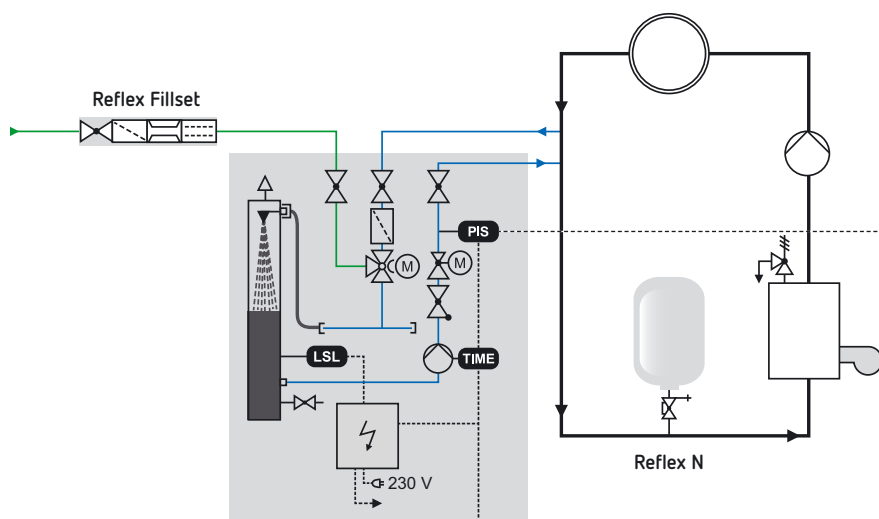 Reflex Fillset
PIS
M
M
LSL
TIME
230 V
Reflex N